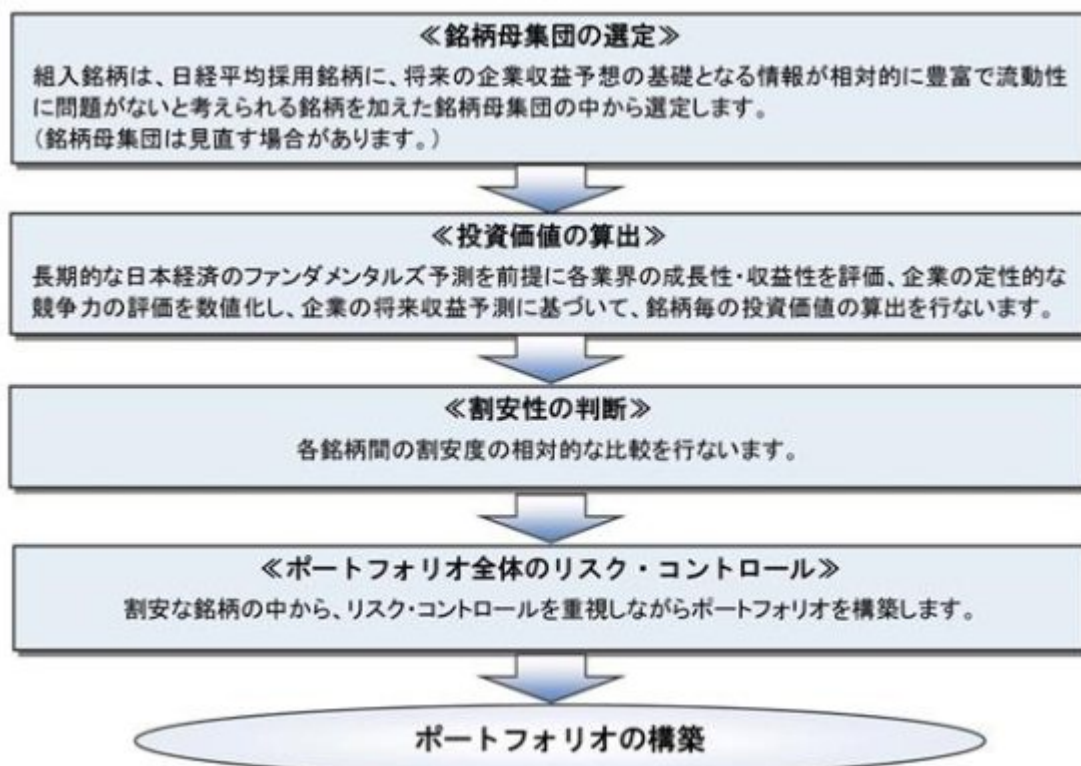 ≪銘柄母集団の選定≫
組入銘柄は、日経平均採用銘柄に、将来の企業収益予想の基礎となる情報が相対的に豊富で流動性
に問題がないと考えられる銘柄を加えた銘柄母集団の中から選定します。
（銘柄母集団は見直す場合があります。）
≪投資価値の算出≫
長期的な日本経済のファンダメンタルズ予測を前提に各業界の成長性・収益性を評価、企業の定性的な
競争力の評価を数値化し、企業の将来収益予測に基づいて、銘柄毎の投資価値の算出を行ないます。
≪割安性の判断≫
各銘柄間の割安度の相対的な比較を行ないます。
≪ポートフォリオ全体のリスク・コントロール≫
割安な銘柄の中から、リスク・コントロールを重視しながらポートフォリオを構築します。
ポートフォリオの構築